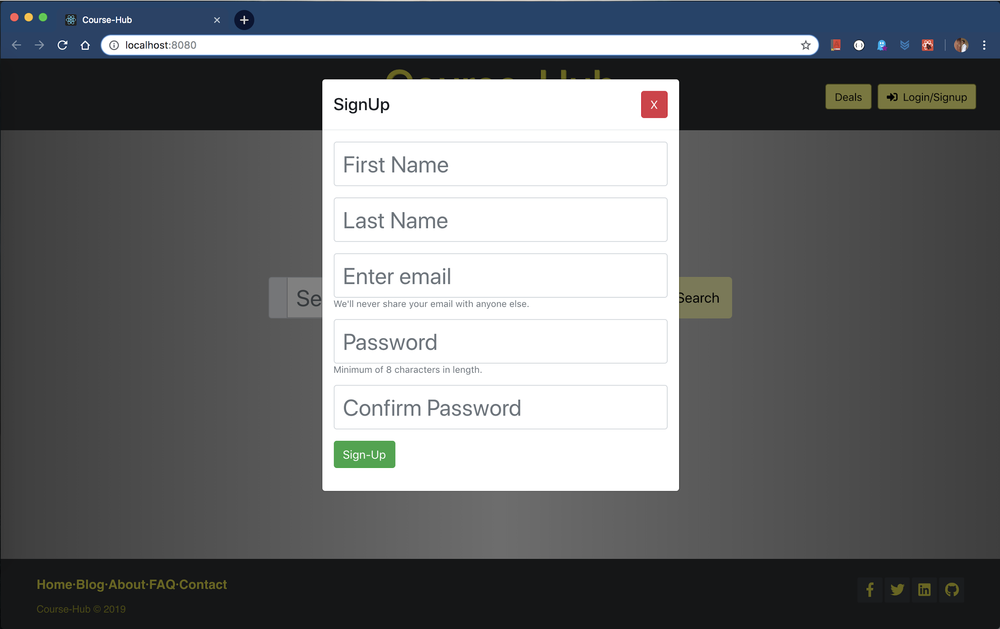 Course-Hub
localhost:8080
Course-Hub
Deals
Login/Signup
SignUp
X
First Name
Last Name
Enter email
We'll never share your email with anyone else.
Se
Search
Password
Minimum of 8 characters in length.
Confirm Password
Sign-Up
Home·Blog·About·FAQ·Contact
Course-Hub © 2019